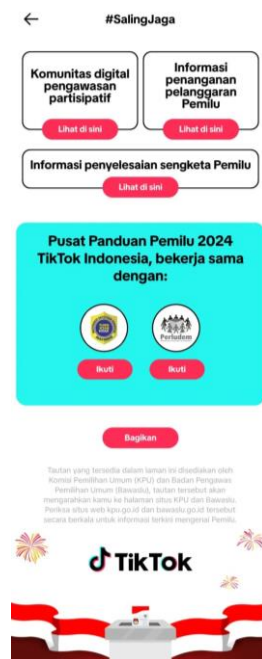 #SalingJaga
Komunitas digital
pengawasan
partisipatif
Lihat di sini
Informasi
penanganan
pelanggaran
Pemilu
Lihat di sini
Informasi penyelesaian sengketa Pemilu
Lihat di sini
Pusat Panduan Pemilu 2024
TikTok Indonesia, bekerja sama
dengan:
Perludem
Ikuti
Ikuti
Bagikan
Tautan yang tersedia dalam laman ini disediakan oleh
Komisi Pemilihan Umum (KPU) dan Badan Pengawas
Pemilihan Umum (Bawaslu), tautan tersebut akan
mengarahkan kamu ke halaman situs KPU dan Bawaslu.
Periksa situs web kpu.go.id dan bawaslu.go.id tersebut
secara berkala untuk informasi terkini mengenai Pemilu.
TikTok